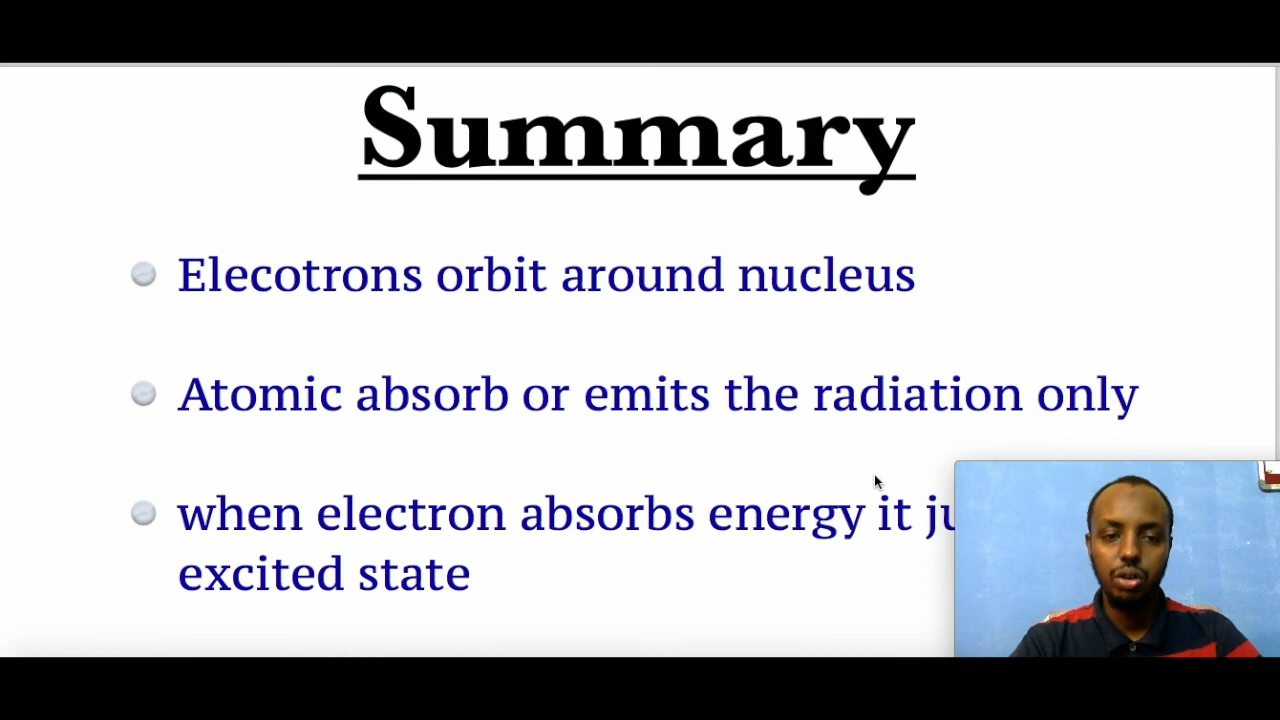 Summary
Elecotrons orbit around nucleus
Atomic absorb or emits the radiation only
when electron absorbs energy it
excited state